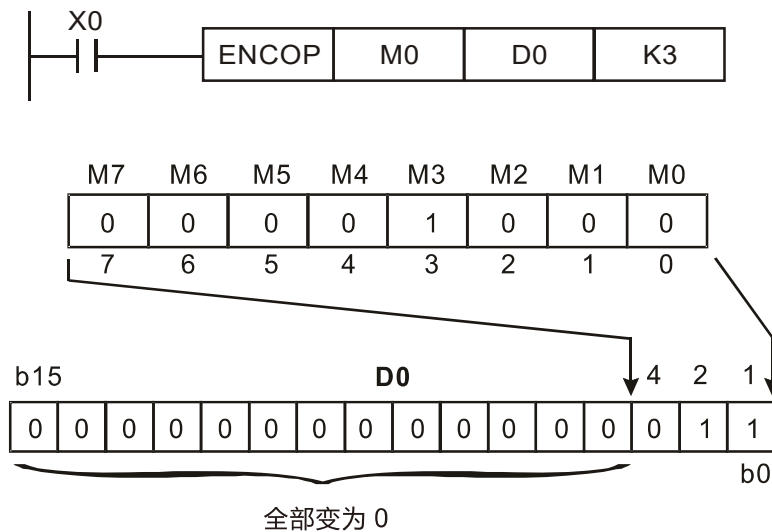 X0
ENCOP M0 D0 K3
M7 M6 M5 M4 M3 M2 M1 M0
0 0 0 0 1 0 0 0
7 6 5 4 3 2 1 0
b15 D0 4 2 1
0 0 0 0 0 0 0 0 0 0 0 0 0 0 1 1
b0
全部变为 0